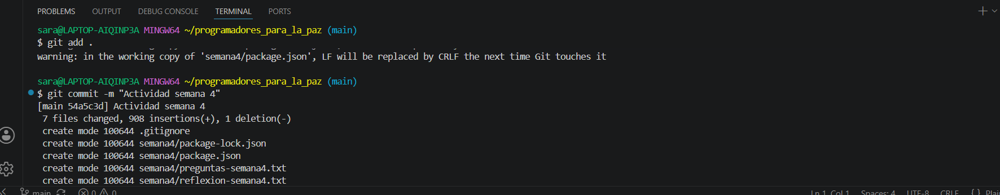 PROBLEMS OUTPUT DEBUG CONSOLE TERMINAL PORTS
sara@LAPTOP-AIQINP3A MINGW64 ~/programadores_para_la_paz (main)
$ git add .
warning: in the working copy of 'semana4/package.json', LF will be replaced by CRLF the next time Git touches it
sara@LAPTOP-AIQINP3A MINGW64 ~/programadores_para_la_paz (main)
$ git commit -m "Actividad semana 4"
[main 54a5c3d] Actividad semana 4
7 files changed, 908 insertions(+), 1 deletion(-)
create mode 100644 .gitignore
create mode 100644 semana4/package-lock.json
create mode 100644 semana4/package.json
create mode 100644 semana4/preguntas-semana4.txt
create mode 100644 semana4/reflexion-semana4.txt
main 0 0 Ln 1, Col 1 Spaces: 4 UTF-8 CRLF {} Plai